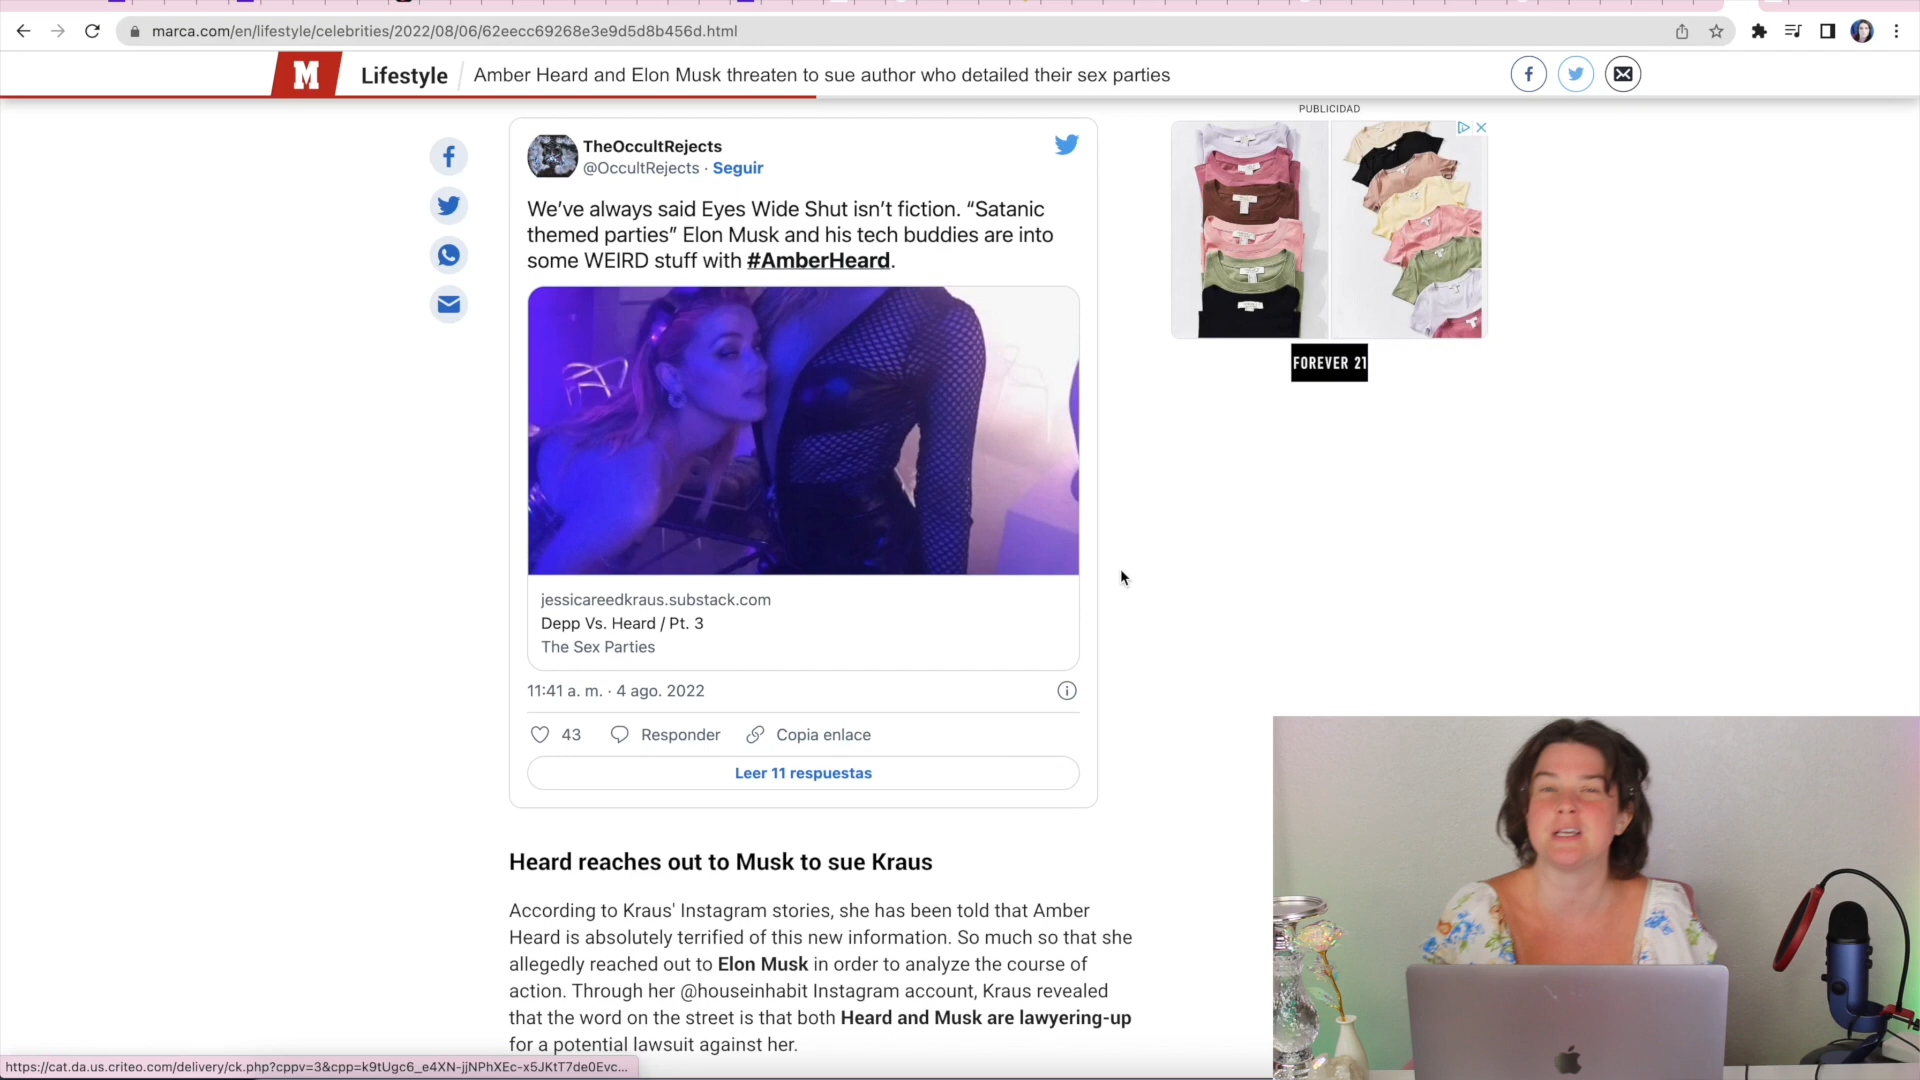 marca.com/en/lifestyle/celebrities/2022/08/06/62eecc69268e3e9d5d8b456d.html
M
Lifestyle
Amber Heard and Elon Musk threaten to sue author who detailed their sex parties
PUBLICIDAD
TheOccultRejects
@OccultRejects · Seguir
We’ve always said Eyes Wide Shut isn’t fiction. “Satanic
themed parties” Elon Musk and his tech buddies are into
some WEIRD stuff with #AmberHeard.
FOREVER 21
jessicareedkraus.substack.com
Depp Vs. Heard / Pt. 3
The Sex Parties
11:41 a. m. · 4 ago. 2022
43 Responder Copia enlace
Leer 11 respuestas
Heard reaches out to Musk to sue Kraus
According to Kraus' Instagram stories, she has been told that Amber
Heard is absolutely terrified of this new information. So much so that she
allegedly reached out to Elon Musk in order to analyze the course of
action. Through her @houseinhabit Instagram account, Kraus revealed
that the word on the street is that both Heard and Musk are lawyering-up
for a potential lawsuit against her.
https://cat.da.us.criteo.com/delivery/ck.php?cppv=3&cpp=k9tUgc6_e4XN-jjNPhXEc-x5JKtT7de0Evc...